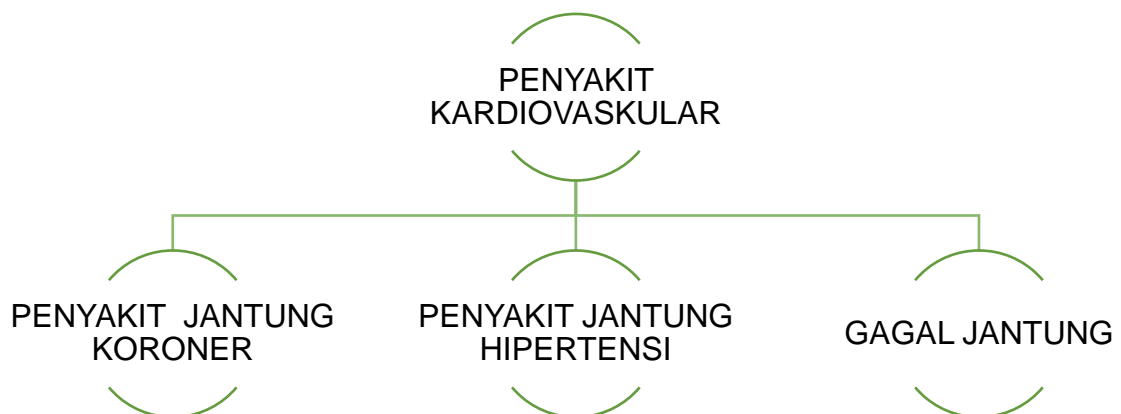 PENYAKIT
KARDIOVASKULAR
PENYAKIT JANTUNG
KORONER
PENYAKIT JANTUNG
HIPERTENSI
GAGAL JANTUNG